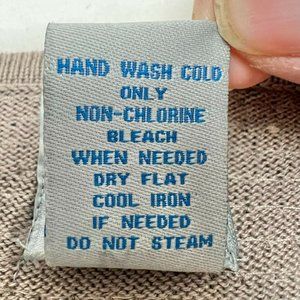 HAND WASH COLD
ONLY
NON-CHLORINE
BLEACH
WHEN NEEDED
DRY FLAT
COOL IRON
IF NEEDED
DO NOT STEAM